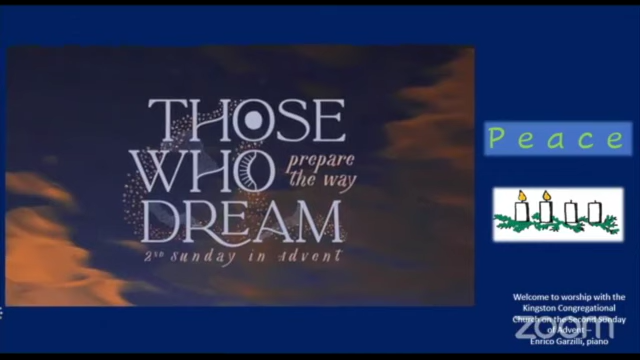 THOSE
WHO prepare
the way
DREAM
2ND Sunday in Advent
Peace
Welcome to worship with the
Kingston Congregational
Church on the Second Sunday
of Advent –
Enrico Garzilli, piano
zoom